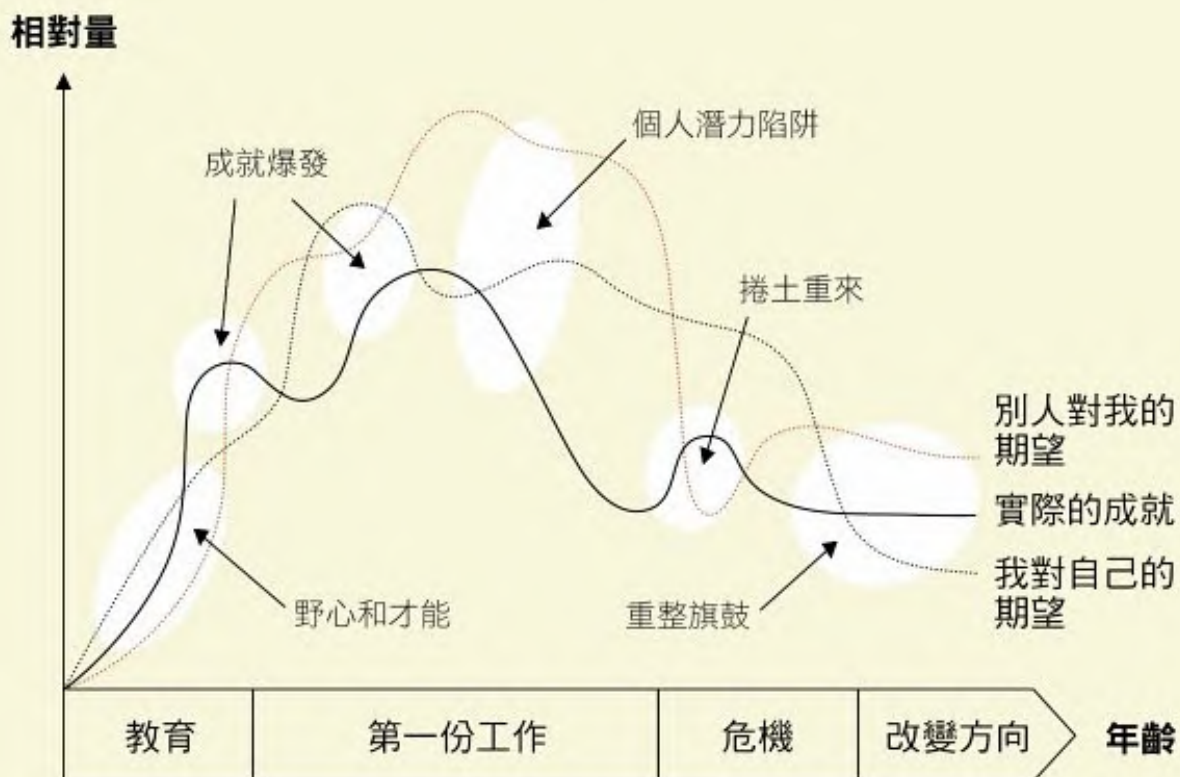 相對量
個人潛力陷阱
成就爆發
捲土重來
別人對我的
期望
實際的成就
我對自己的
期望
野心和才能
重整旗鼓
教育
第一份工作
危機
改變方向
年齡